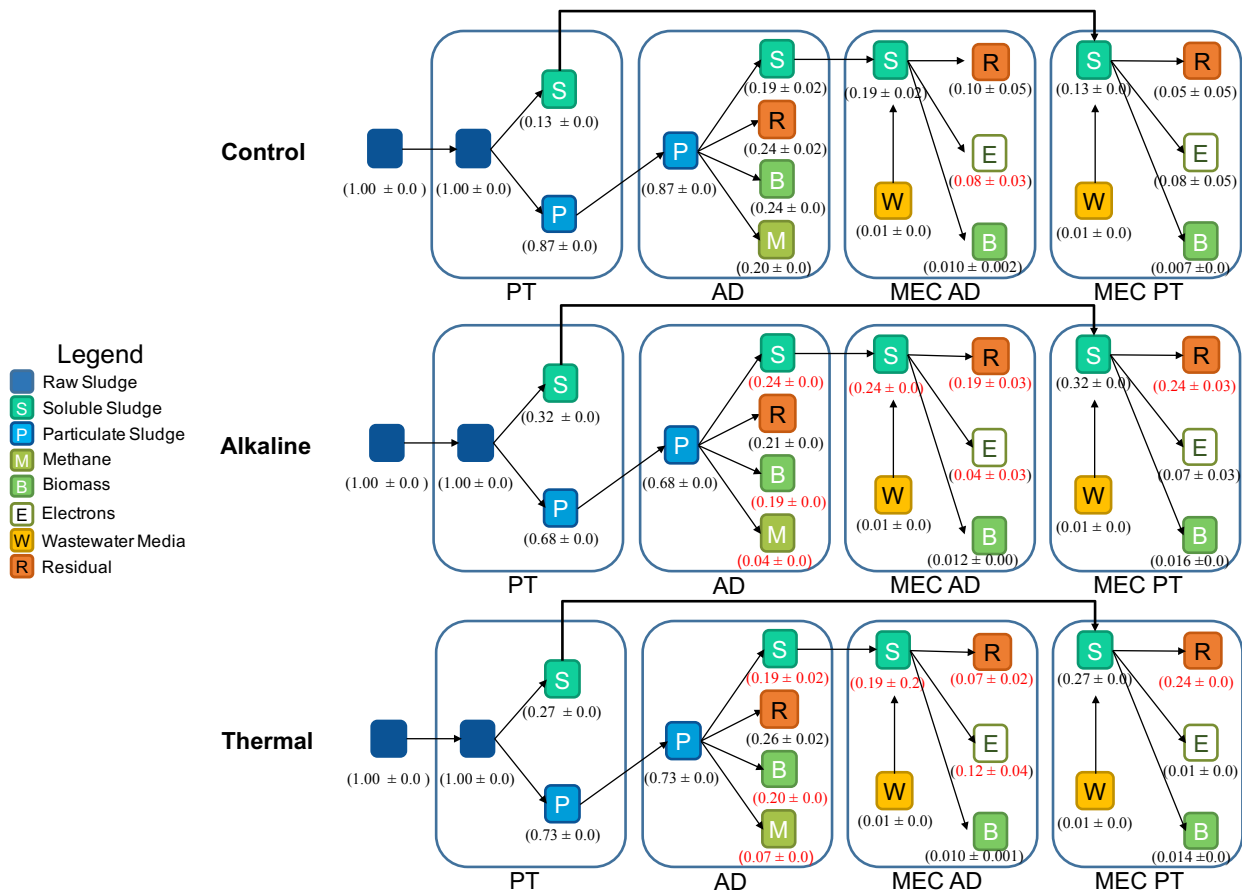 Control
S
S
S
R
S
R
(0.13 ± 0.0)
(0.19 ± 0.02)
(0.19 ± 0.02)
(0.10 ± 0.05)
(0.13 ± 0.0)
(0.05 ± 0.05)
R
P
E
E
(1.00 ± 0.0 )
(1.00 ± 0.0)
(0.24 ± 0.02)
(0.87 ± 0.0)
(0.08 ± 0.03)
(0.08 ± 0.05)
P
B
W
W
(0.87 ± 0.0)
(0.24 ± 0.0)
(0.01 ± 0.0)
(0.01 ± 0.0)
M
B
B
(0.20 ± 0.0)
(0.010 ± 0.002)
(0.007 ±0.0)
PT
AD
MEC AD
MEC PT
Legend
Raw Sludge
S Soluble Sludge
P Particulate Sludge
M Methane
B Biomass
E Electrons
W Wastewater Media
R Residual
Alkaline
S
S
S
R
S
R
(0.32 ± 0.0)
(0.24 ± 0.0)
(0.24 ± 0.0)
(0.19 ± 0.03)
(0.32 ± 0.0)
(0.24 ± 0.03)
R
P
E
E
(1.00 ± 0.0 )
(1.00 ± 0.0)
(0.21 ± 0.0)
(0.68 ± 0.0)
(0.04 ± 0.03)
(0.07 ± 0.03)
P
B
W
W
(0.68 ± 0.0)
(0.19 ± 0.0)
(0.01 ± 0.0)
(0.01 ± 0.0)
M
B
B
(0.04 ± 0.0)
(0.012 ± 0.00)
(0.016 ±0.0)
PT
AD
MEC AD
MEC PT
Thermal
S
S
S
R
S
R
(0.27 ± 0.0)
(0.19 ± 0.02)
(0.19 ± 0.2)
(0.07 ± 0.02)
(0.27 ± 0.0)
(0.24 ± 0.0)
R
P
E
E
(1.00 ± 0.0 )
(1.00 ± 0.0)
(0.26 ± 0.02)
(0.73 ± 0.0)
(0.12 ± 0.04)
(0.01 ± 0.0)
P
B
W
W
(0.73 ± 0.0)
(0.20 ± 0.0)
(0.01 ± 0.0)
(0.01 ± 0.0)
M
B
B
(0.07 ± 0.0)
(0.010 ± 0.001)
(0.014 ±0.0)
PT
AD
MEC AD
MEC PT